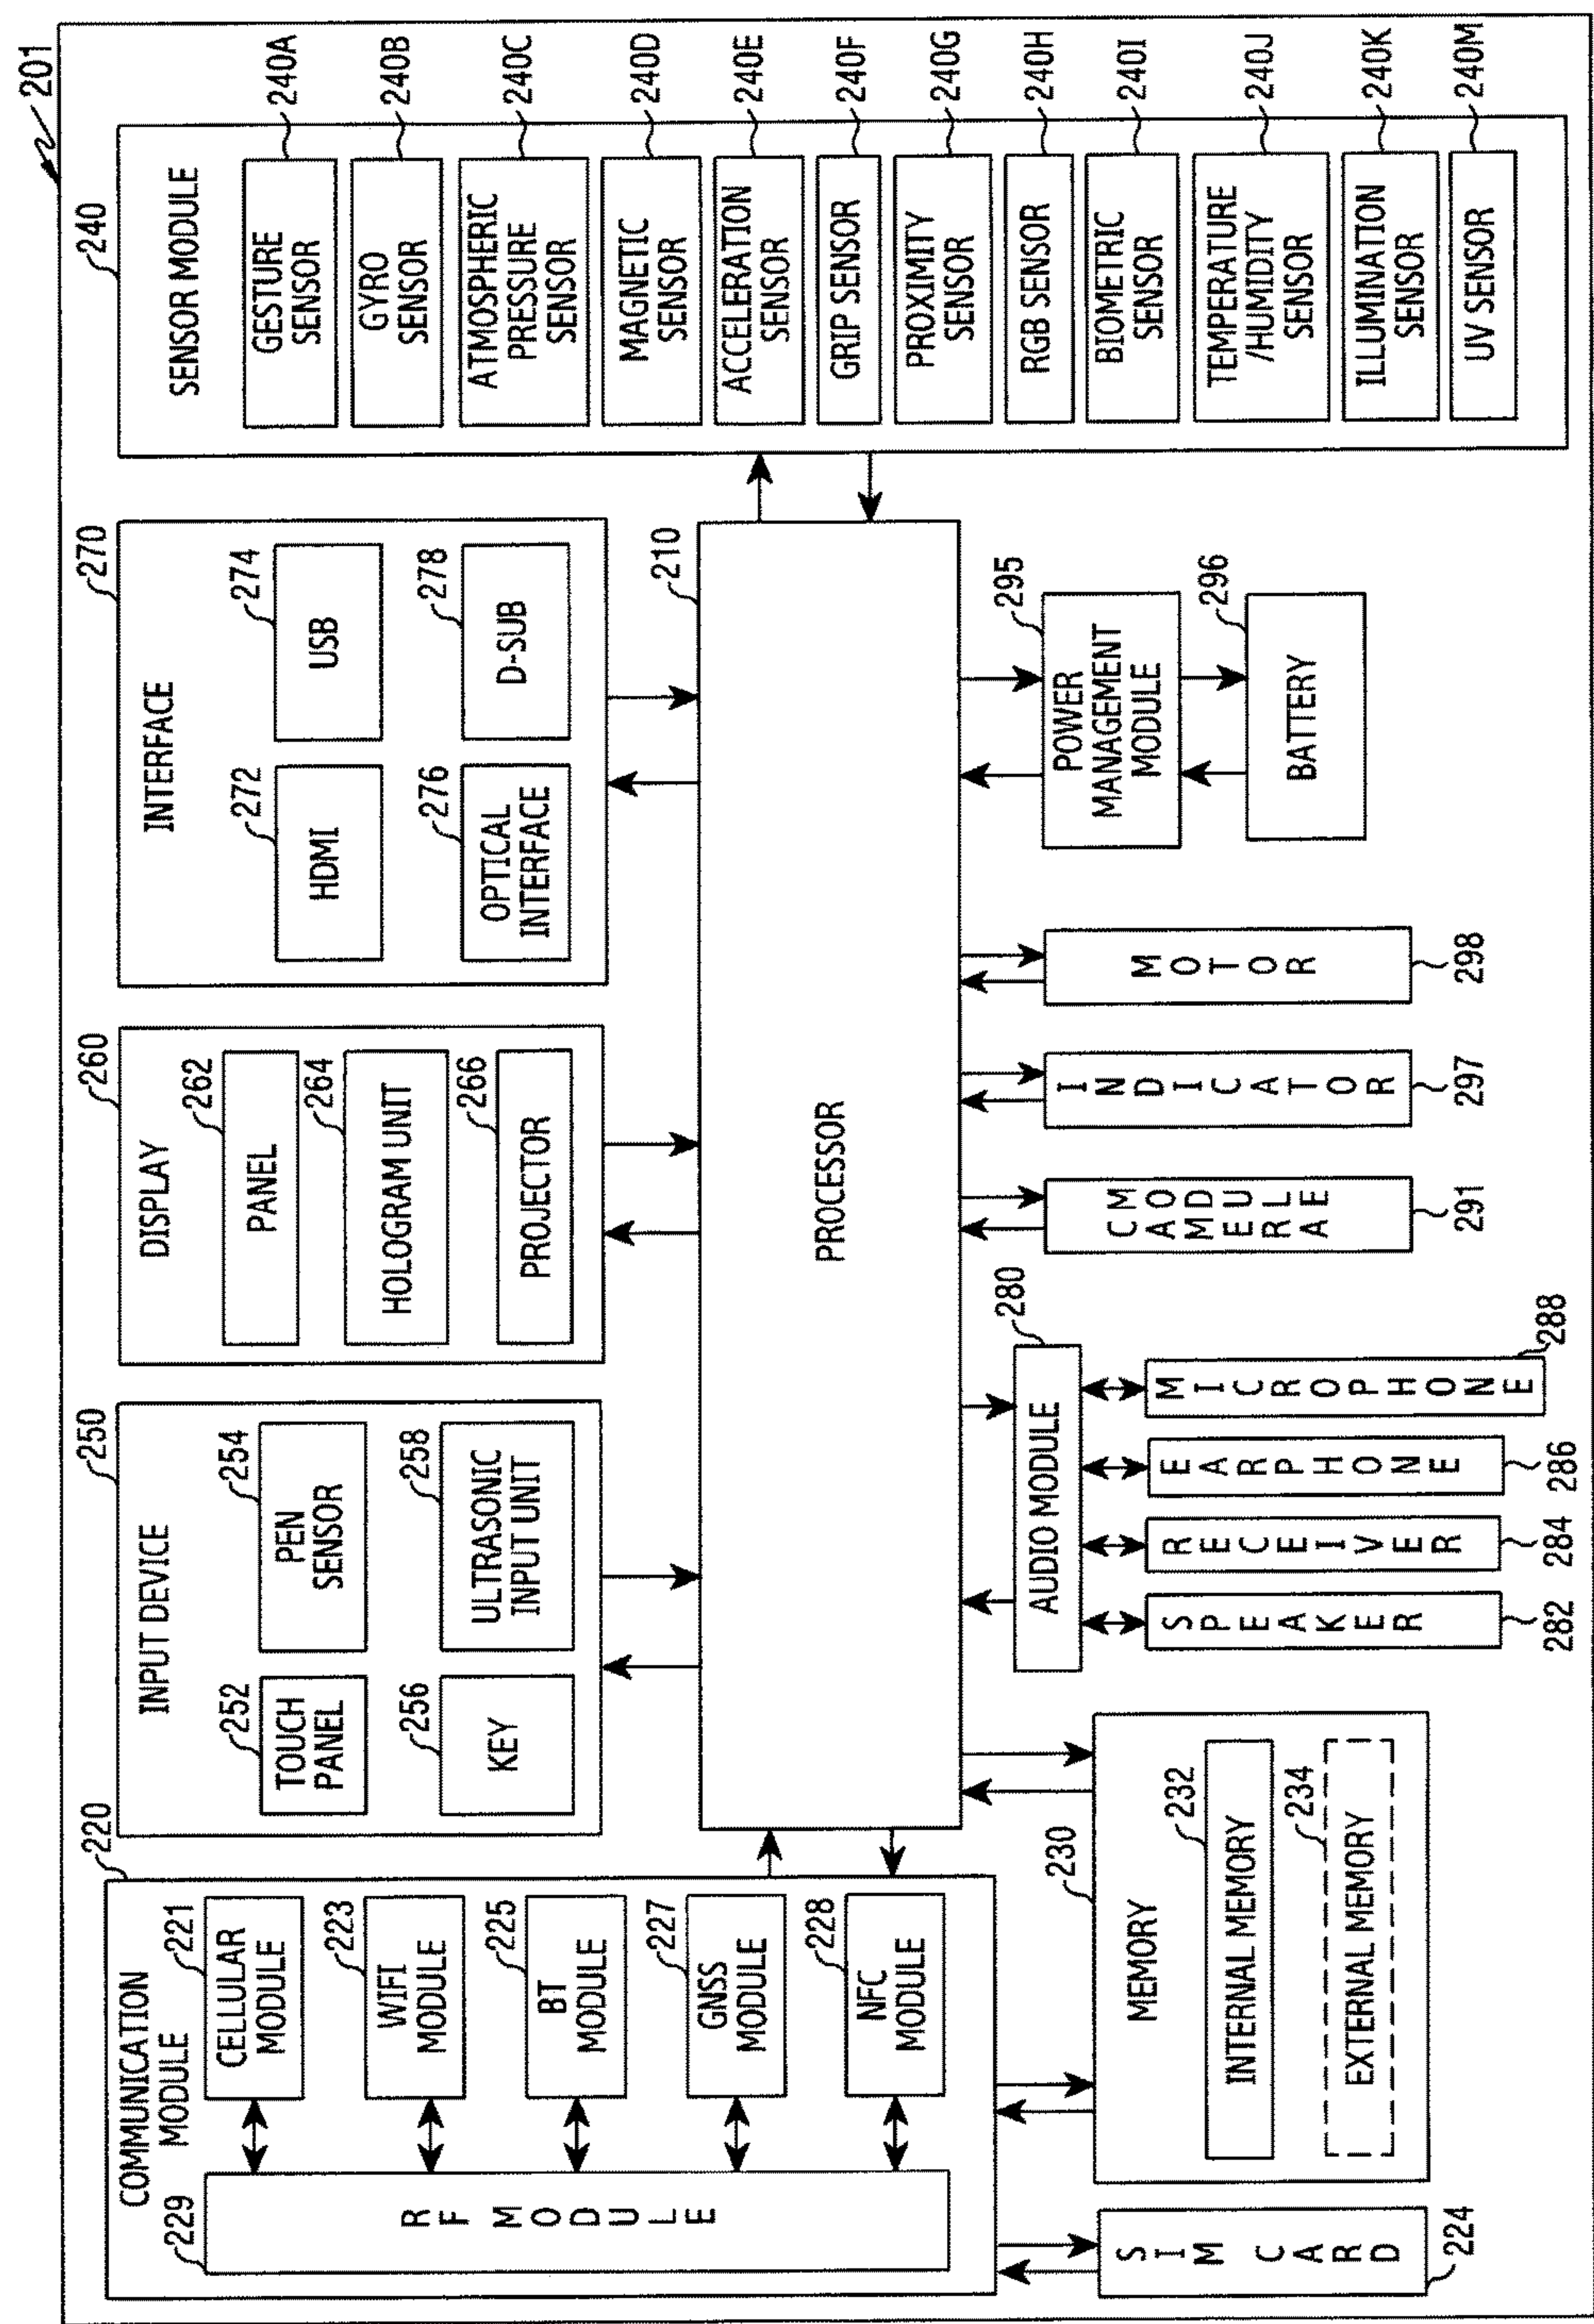 201
COMMUNICATION
MODULE
220
229
RF MODULE
221
CELLULAR
MODULE
223
WIFI
MODULE
225
BT
MODULE
227
GNSS
MODULE
228
NFC
MODULE
250
INPUT DEVICE
252
TOUCH
PANEL
254
PEN
SENSOR
256
KEY
258
ULTRASONIC
INPUT UNIT
260
DISPLAY
262
PANEL
264
HOLOGRAM UNIT
266
PROJECTOR
270
INTERFACE
272
HDMI
274
USB
276
OPTICAL
INTERFACE
278
D-SUB
240
SENSOR MODULE
GESTURE
SENSOR
240A
GYRO
SENSOR
240B
ATMOSPHERIC
PRESSURE
SENSOR
240C
MAGNETIC
SENSOR
240D
ACCELERATION
SENSOR
240E
GRIP SENSOR
240F
PROXIMITY
SENSOR
240G
RGB SENSOR
240H
BIOMETRIC
SENSOR
240I
TEMPERATURE
/HUMIDITY
SENSOR
240J
ILLUMINATION
SENSOR
240K
UV SENSOR
240M
210
PROCESSOR
SIM CARD
224
230
MEMORY
232
INTERNAL MEMORY
234
EXTERNAL MEMORY
280
AUDIO MODULE
SPEAKER
282
RECEIVER
284
EARPHONE
286
MICROPHONE
288
CAMERA
MODULE
291
INDICATOR
297
MOTOR
298
295
POWER
MANAGEMENT
MODULE
296
BATTERY